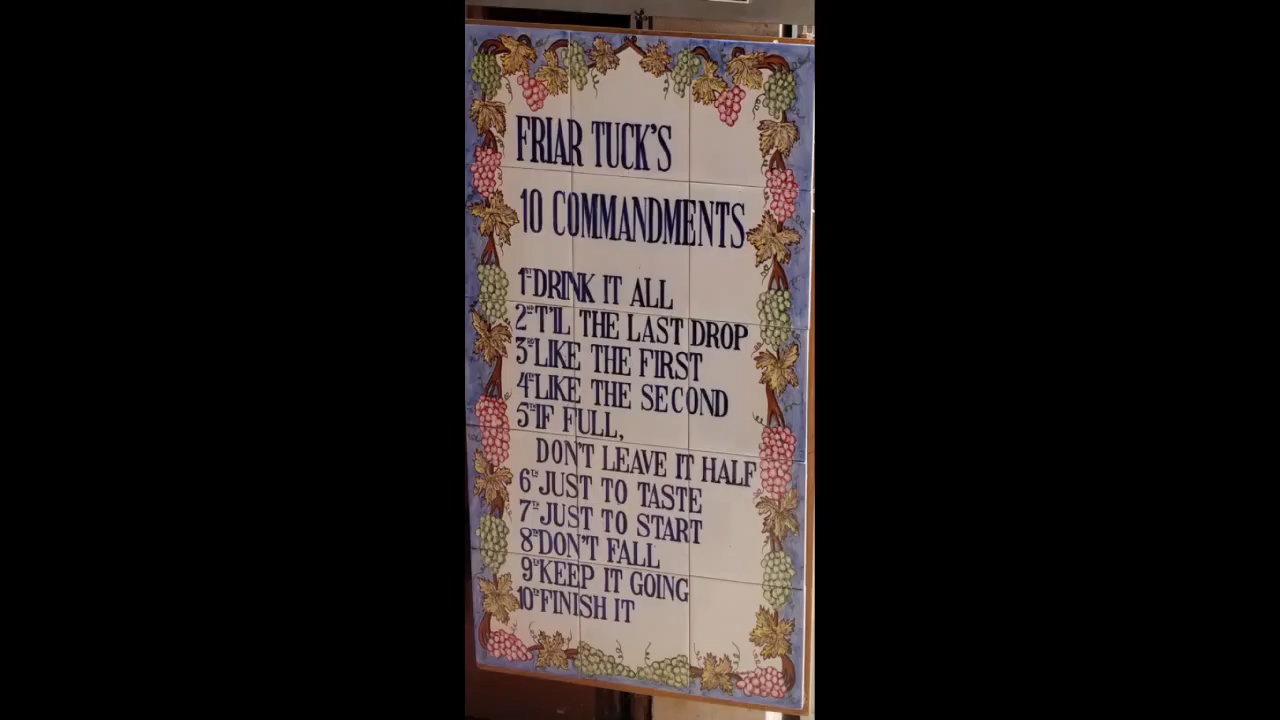 FRIAR TUCK'S
10 COMMANDMENTS
1ST DRINK IT ALL
2ND T'IL THE LAST DROP
3RD LIKE THE FIRST
4TH LIKE THE SECOND
5TH IF FULL,
DON'T LEAVE IT HALF
6TH JUST TO TASTE
7TH JUST TO START
8TH DON'T FALL
9TH KEEP IT GOING
10TH FINISH IT